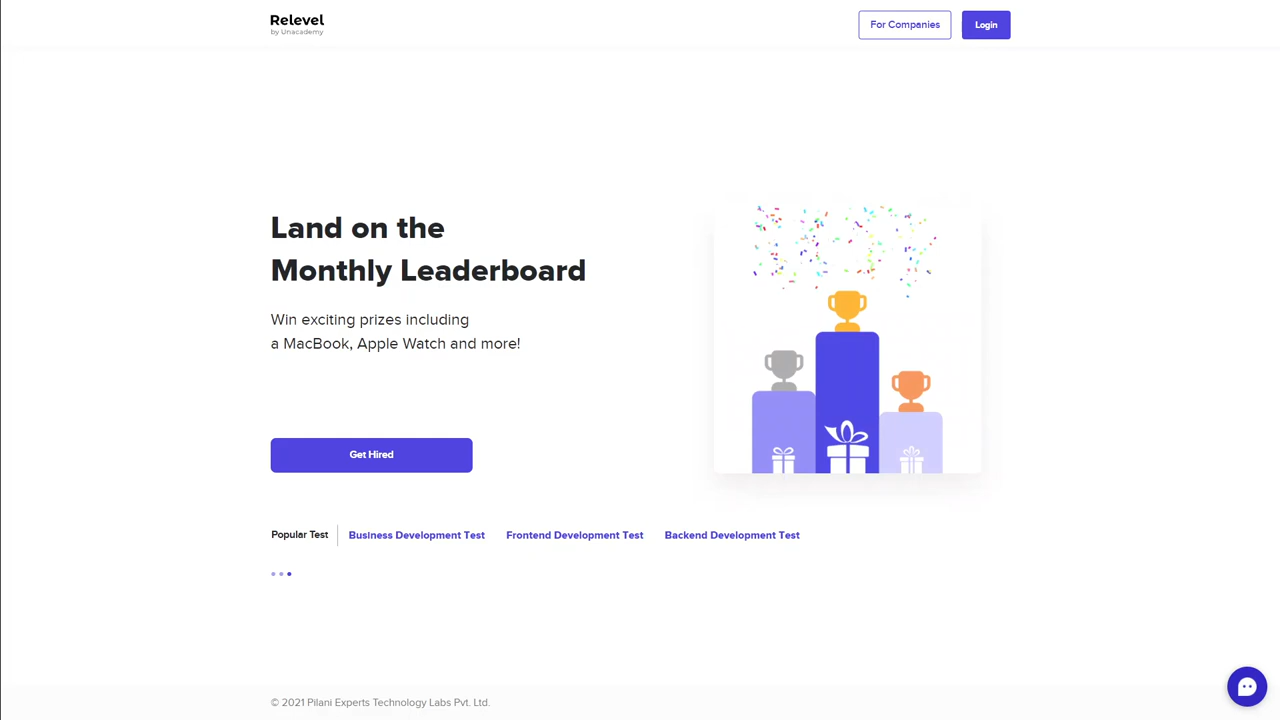 Relevel
by Unacademy
For Companies
Login
Land on the
Monthly Leaderboard
Win exciting prizes including
a MacBook, Apple Watch and more!
Get Hired
Popular Test
Business Development Test
Frontend Development Test
Backend Development Test
© 2021 Pilani Experts Technology Labs Pvt. Ltd.